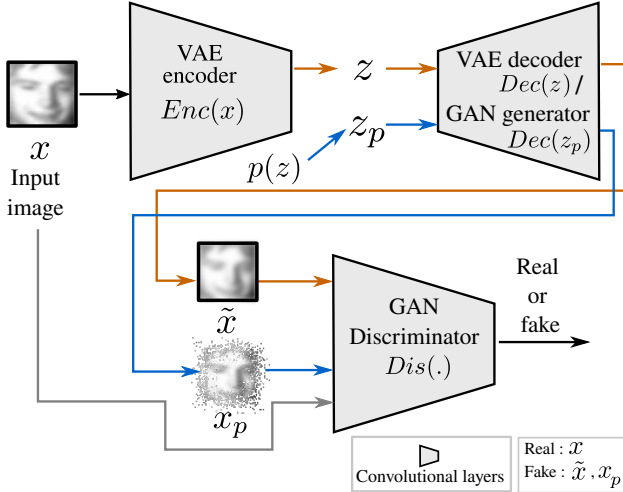 VAE
encoder
Enc(x)
z
VAE decoder
Dec(z) /
GAN generator
Dec(z_p)
z_p
p(z)
x
Input
image
x̃
GAN
Discriminator
Dis(.)
Real
or
fake
x_p
Convolutional layers
Real : x
Fake : x̃ , x_p